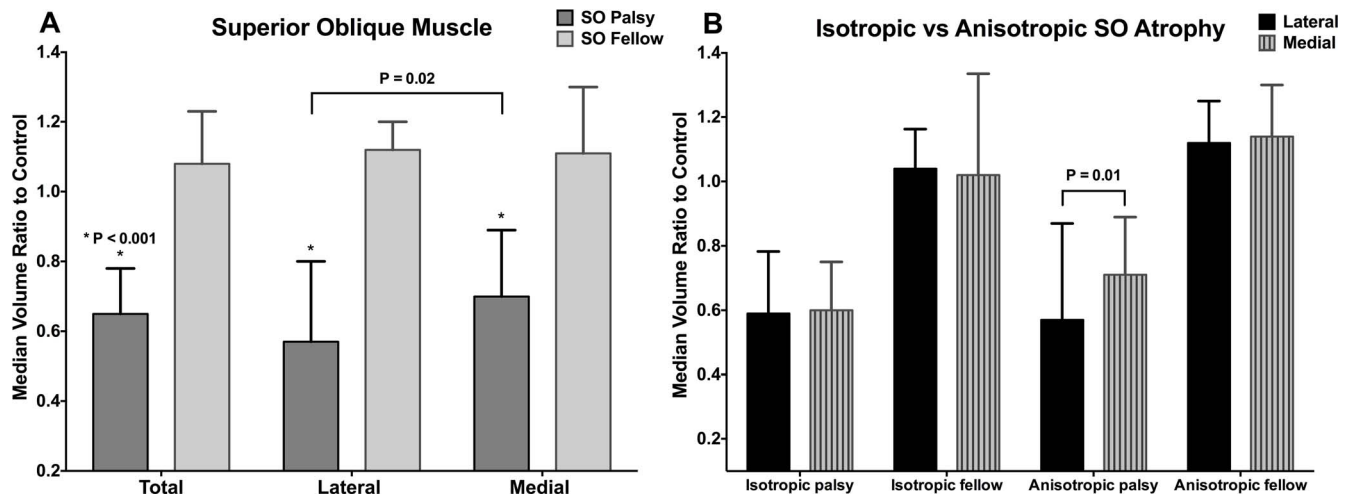 A
Superior Oblique Muscle
SO Palsy
SO Fellow
Median Volume Ratio to Control
1.4
1.2
1.0
0.8
0.6
0.4
0.2
P = 0.02
* P < 0.001
*
*
*
Total
Lateral
Medial
B
Isotropic vs Anisotropic SO Atrophy
Lateral
Medial
Median Volume Ratio to Control
1.4
1.2
1.0
0.8
0.6
0.4
0.2
P = 0.01
Isotropic palsy
Isotropic fellow
Anisotropic palsy
Anisotropic fellow